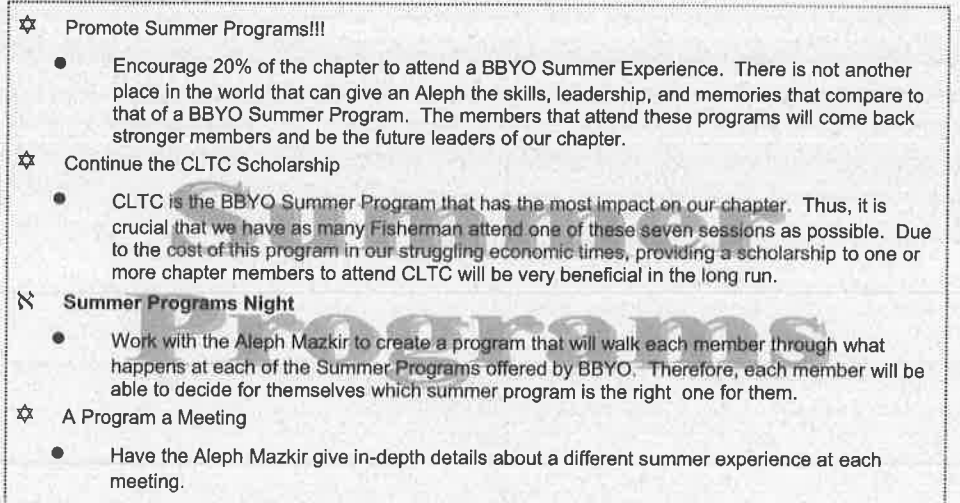 ✡ Promote Summer Programs!!!
● Encourage 20% of the chapter to attend a BBYO Summer Experience. There is not another
place in the world that can give an Aleph the skills, leadership, and memories that compare to
that of a BBYO Summer Program. The members that attend these programs will come back
stronger members and be the future leaders of our chapter.
✡ Continue the CLTC Scholarship
● CLTC is the BBYO Summer Program that has the most impact on our chapter. Thus, it is
crucial that we have as many Fisherman attend one of these seven sessions as possible. Due
to the cost of this program in our struggling economic times, providing a scholarship to one or
more chapter members to attend CLTC will be very beneficial in the long run.
א Summer Programs Night
● Work with the Aleph Mazkir to create a program that will walk each member through what
happens at each of the Summer Programs offered by BBYO. Therefore, each member will be
able to decide for themselves which summer program is the right one for them.
✡ A Program a Meeting
● Have the Aleph Mazkir give in-depth details about a different summer experience at each
meeting.
Summer
Programs